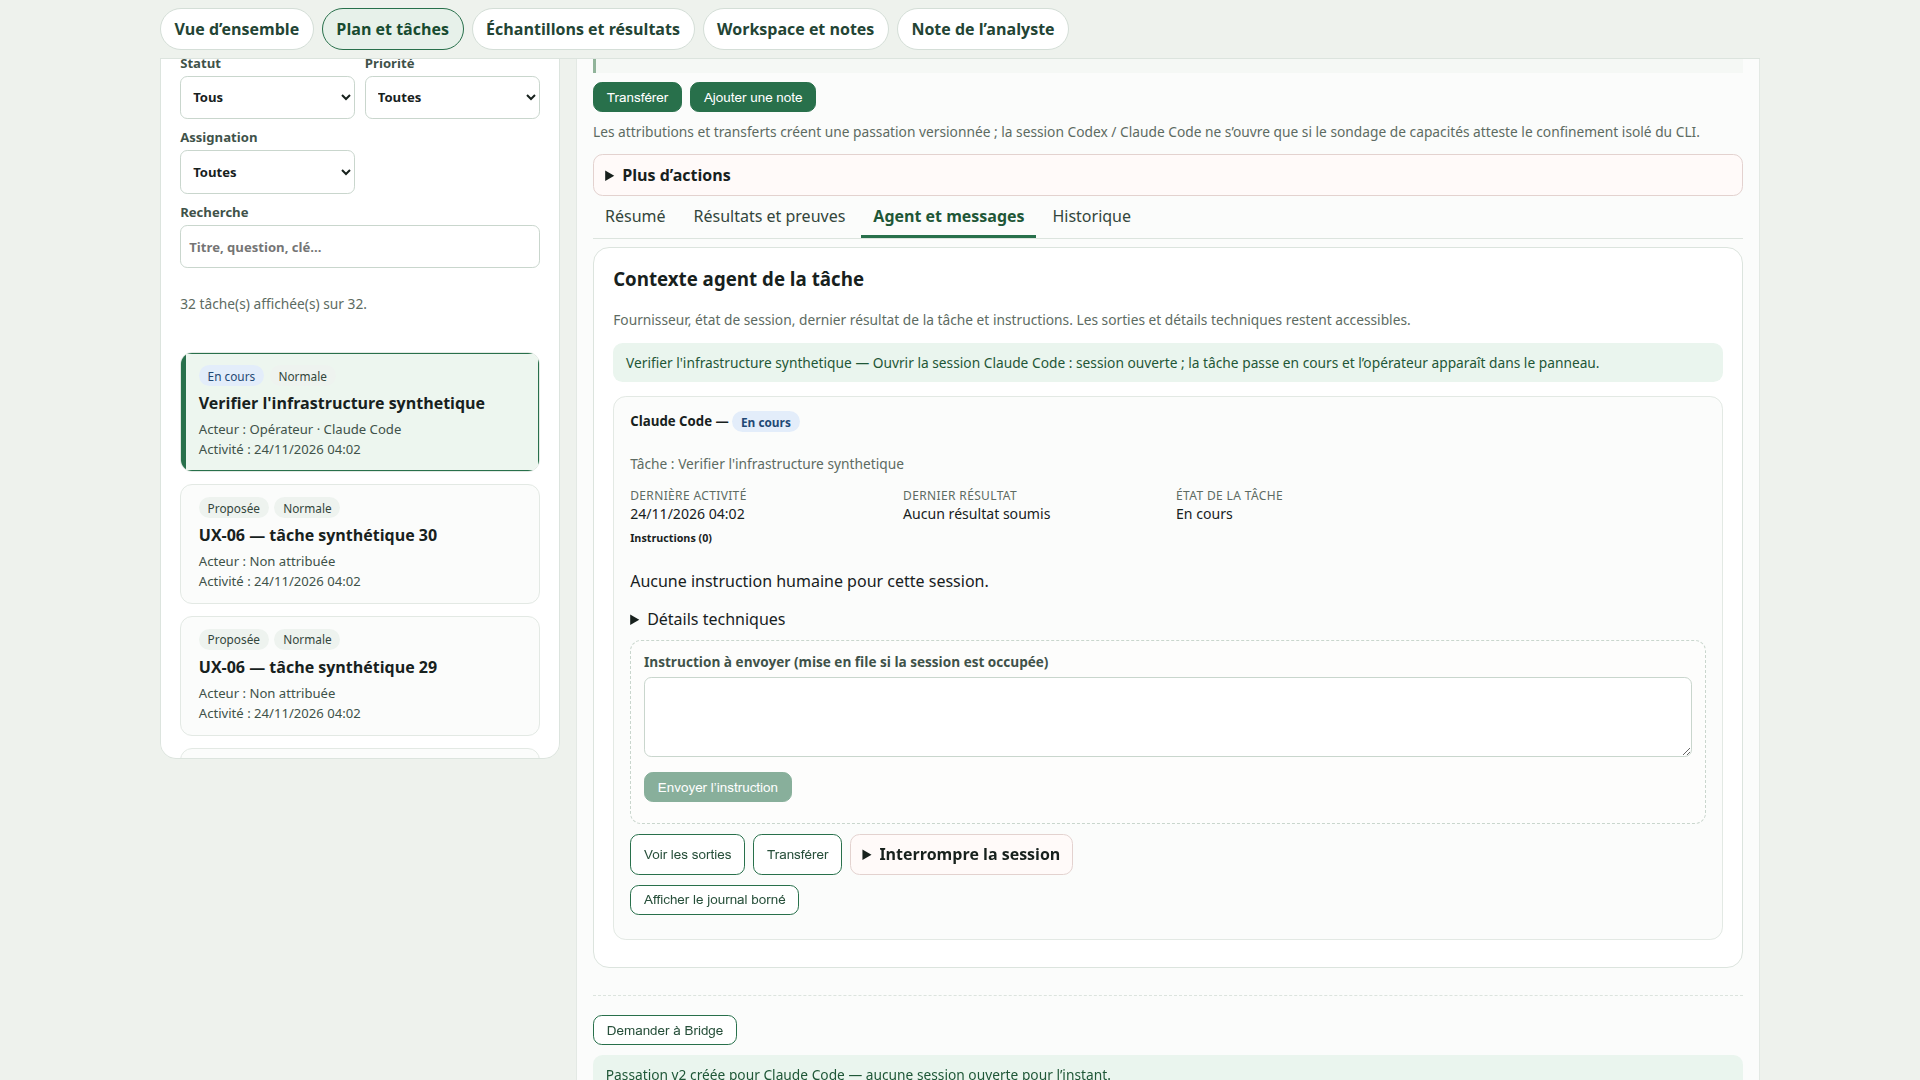 Vue d’ensemble
Plan et tâches
Échantillons et résultats
Workspace et notes
Note de l’analyste
Statut
Priorité
Tous
Toutes
Assignation
Toutes
Recherche
Titre, question, clé…
32 tâche(s) affichée(s) sur 32.
En cours
Normale
Verifier l'infrastructure synthetique
Acteur : Opérateur · Claude Code
Activité : 24/11/2026 04:02
Proposée
Normale
UX-06 — tâche synthétique 30
Acteur : Non attribuée
Activité : 24/11/2026 04:02
Proposée
Normale
UX-06 — tâche synthétique 29
Acteur : Non attribuée
Activité : 24/11/2026 04:02
Transférer
Ajouter une note
Les attributions et transferts créent une passation versionnée ; la session Codex / Claude Code ne s’ouvre que si le sondage de capacités atteste le confinement isolé du CLI.
Plus d’actions
Résumé
Résultats et preuves
Agent et messages
Historique
Contexte agent de la tâche
Fournisseur, état de session, dernier résultat de la tâche et instructions. Les sorties et détails techniques restent accessibles.
Verifier l'infrastructure synthetique — Ouvrir la session Claude Code : session ouverte ; la tâche passe en cours et l’opérateur apparaît dans le panneau.
Claude Code — En cours
Tâche : Verifier l'infrastructure synthetique
DERNIÈRE ACTIVITÉ
24/11/2026 04:02
DERNIER RÉSULTAT
Aucun résultat soumis
ÉTAT DE LA TÂCHE
En cours
Instructions (0)
Aucune instruction humaine pour cette session.
Détails techniques
Instruction à envoyer (mise en file si la session est occupée)
Envoyer l’instruction
Voir les sorties
Transférer
Interrompre la session
Afficher le journal borné
Demander à Bridge
Passation v2 créée pour Claude Code — aucune session ouverte pour l’instant.